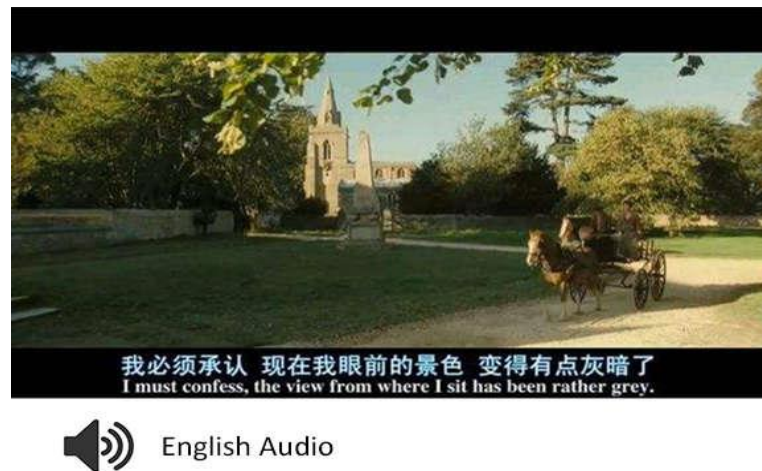 我必须承认 现在我眼前的景色 变得有点灰暗了
I must confess, the view from where I sit has been rather grey.
English Audio